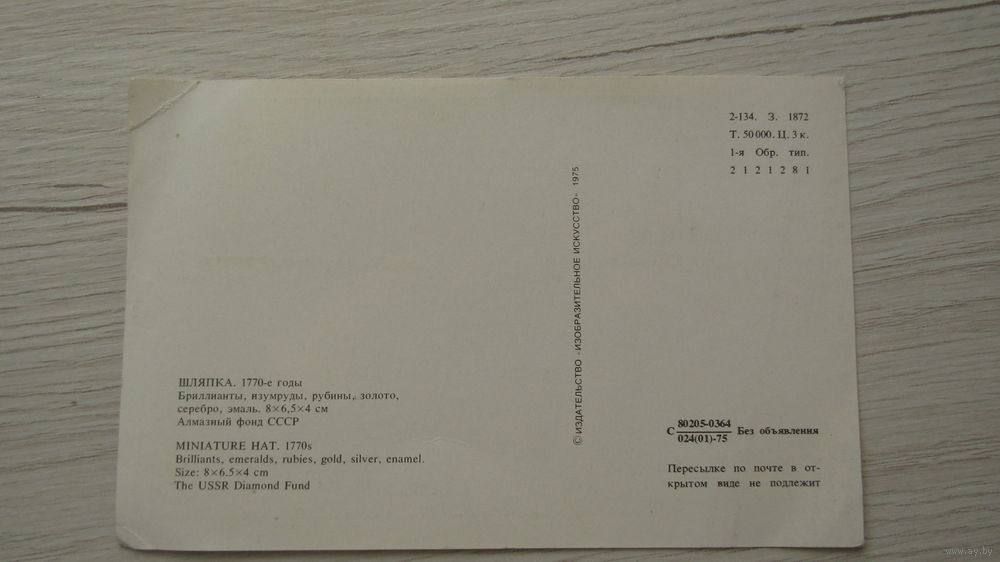 ШЛЯПКА. 1770-е годы
Бриллианты, изумруды, рубины, золото,
серебро, эмаль. 8×6,5×4 см
Алмазный фонд СССР
MINIATURE HAT. 1770s
Brilliants, emeralds, rubies, gold, silver, enamel.
Size: 8×6.5×4 cm
The USSR Diamond Fund
© ИЗДАТЕЛЬСТВО «ИЗОБРАЗИТЕЛЬНОЕ ИСКУССТВО» 1975
2-134. З. 1872
Т. 50 000. Ц. 3 к.
1-я Обр. тип.
2 1 2 1 2 8 1
С 80205-0364
024(01)-75 Без объявления
Пересылке по почте в от-
крытом виде не подлежит
www.ay.by